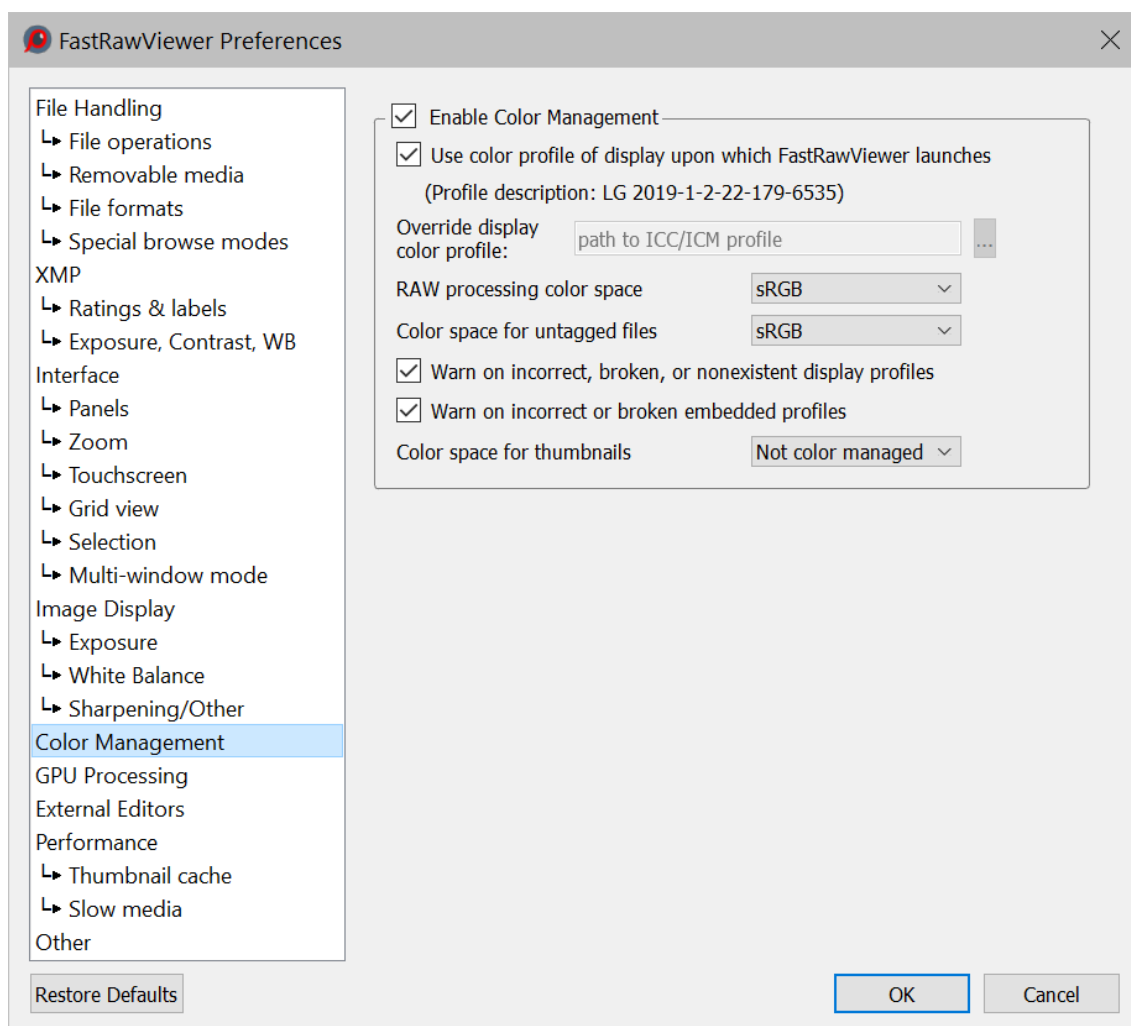 FastRawViewer Preferences
File Handling
File operations
Removable media
File formats
Special browse modes
XMP
Ratings & labels
Exposure, Contrast, WB
Interface
Panels
Zoom
Touchscreen
Grid view
Selection
Multi-window mode
Image Display
Exposure
White Balance
Sharpening/Other
Color Management
GPU Processing
External Editors
Performance
Thumbnail cache
Slow media
Other
Enable Color Management
Use color profile of display upon which FastRawViewer launches
(Profile description: LG 2019-1-2-22-179-6535)
Override display
color profile:
path to ICC/ICM profile
...
RAW processing color space
sRGB
Color space for untagged files
sRGB
Warn on incorrect, broken, or nonexistent display profiles
Warn on incorrect or broken embedded profiles
Color space for thumbnails
Not color managed
Restore Defaults
OK
Cancel